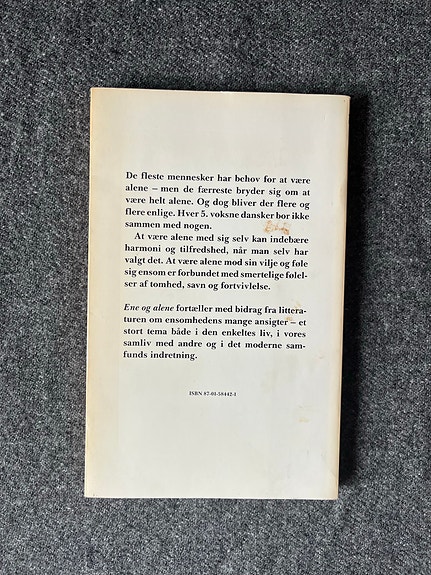 De fleste mennesker har behov for at være
alene – men de færreste bryder sig om at
være helt alene. Og dog bliver der flere og
flere enlige. Hver 5. voksne dansker bor ikke
sammen med nogen.
At være alene med sig selv kan indebære
harmoni og tilfredshed, når man selv har
valgt det. At være alene mod sin vilje og føle
sig ensom er forbundet med smertelige følel-
ser af tomhed, savn og fortvivlelse.
Ene og alene fortæller med bidrag fra littera-
turen om ensomhedens mange ansigter – et
stort tema både i den enkeltes liv, i vores
samliv med andre og i det moderne sam-
funds indretning.
ISBN 87-01-58442-1